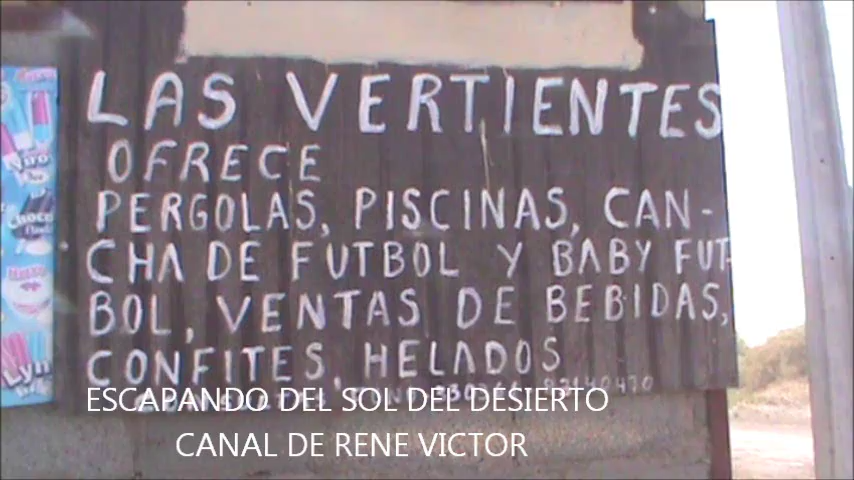 LAS VERTIENTES
OFRECE
PERGOLAS, PISCINAS, CAN-
CHA DE FUTBOL Y BABY FUT-
BOL, VENTAS DE BEBIDAS,
CONFITES, HELADOS
ESCAPANDO DEL SOL DEL DESIERTO
CANAL DE RENE VICTOR